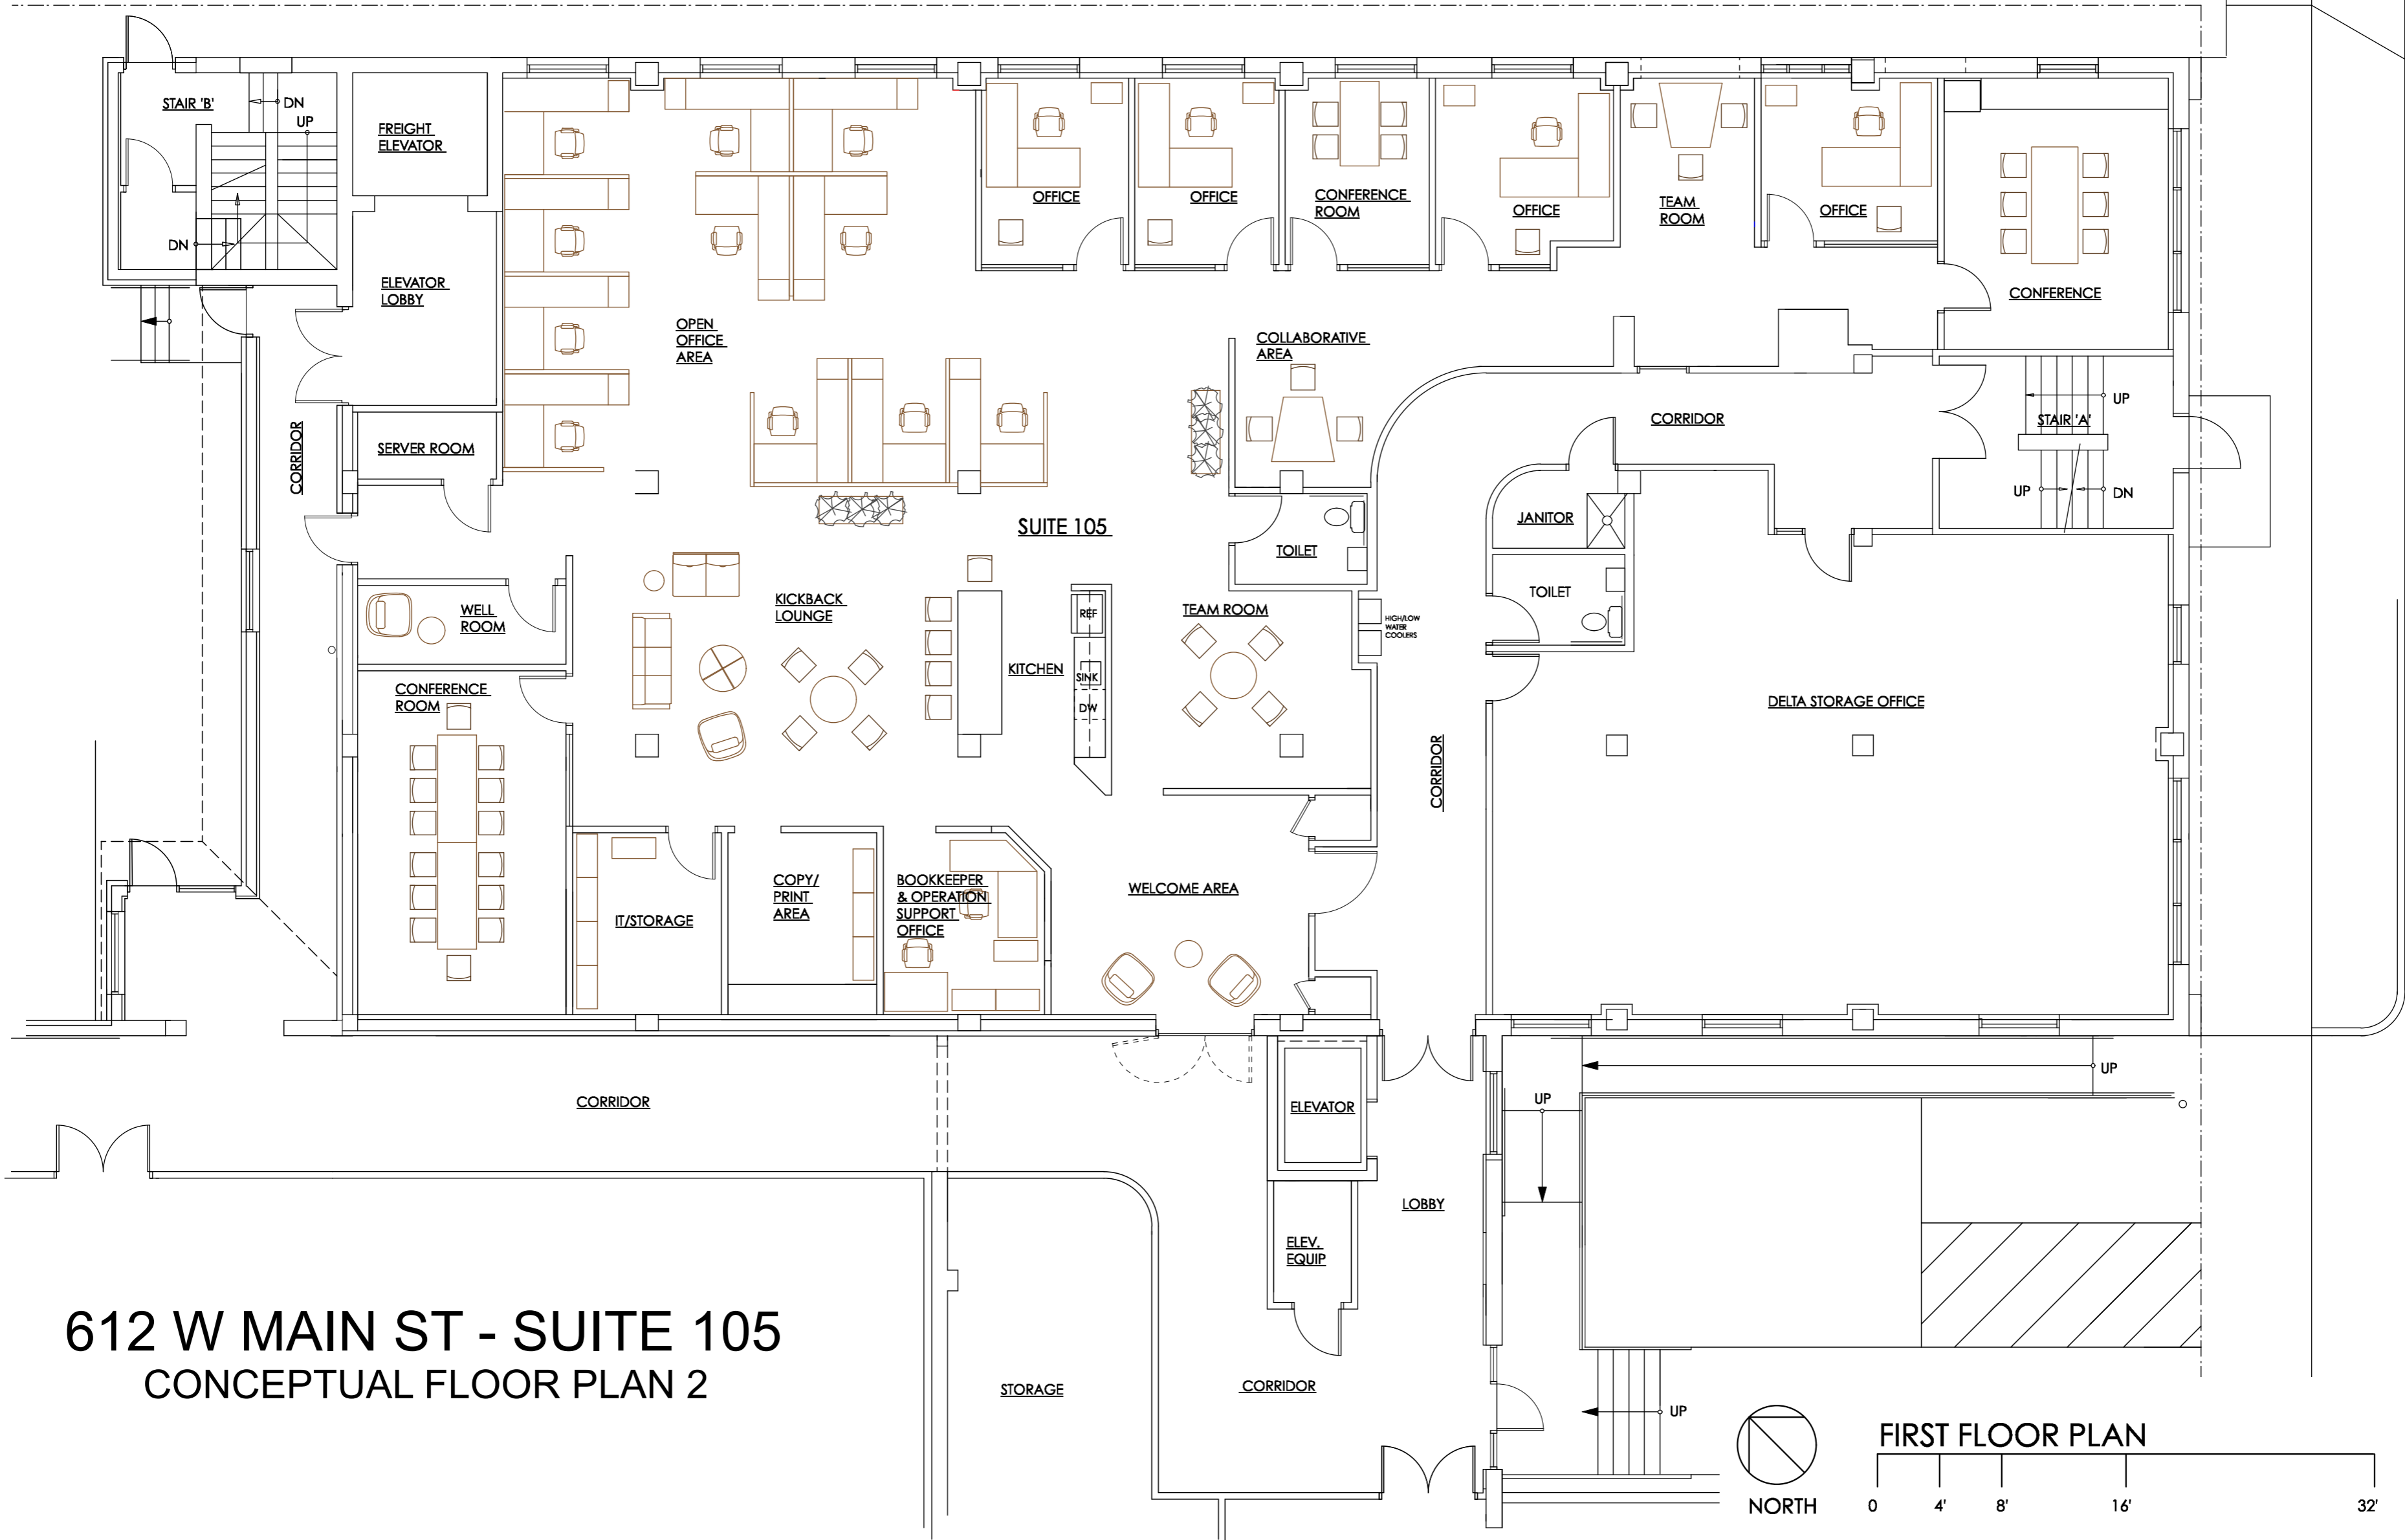 STAIR 'B'
DN
UP
DN
FREIGHT
ELEVATOR
ELEVATOR
LOBBY
OPEN
OFFICE
AREA
OFFICE
OFFICE
CONFERENCE
ROOM
OFFICE
TEAM
ROOM
OFFICE
CONFERENCE
COLLABORATIVE
AREA
CORRIDOR
SERVER ROOM
CORRIDOR
STAIR 'A'
UP
UP
DN
SUITE 105
TOILET
JANITOR
TOILET
WELL
ROOM
KICKBACK
LOUNGE
REF
KITCHEN
SINK
DW
TEAM ROOM
HIGH/LOW
WATER
COOLERS
CONFERENCE
ROOM
DELTA STORAGE OFFICE
CORRIDOR
IT/STORAGE
COPY/
PRINT
AREA
BOOKKEEPER
& OPERATION
SUPPORT
OFFICE
WELCOME AREA
CORRIDOR
ELEVATOR
UP
UP
LOBBY
ELEV.
EQUIP
STORAGE
CORRIDOR
UP
612 W MAIN ST - SUITE 105
CONCEPTUAL FLOOR PLAN 2
NORTH
FIRST FLOOR PLAN
0 4' 8' 16' 32'